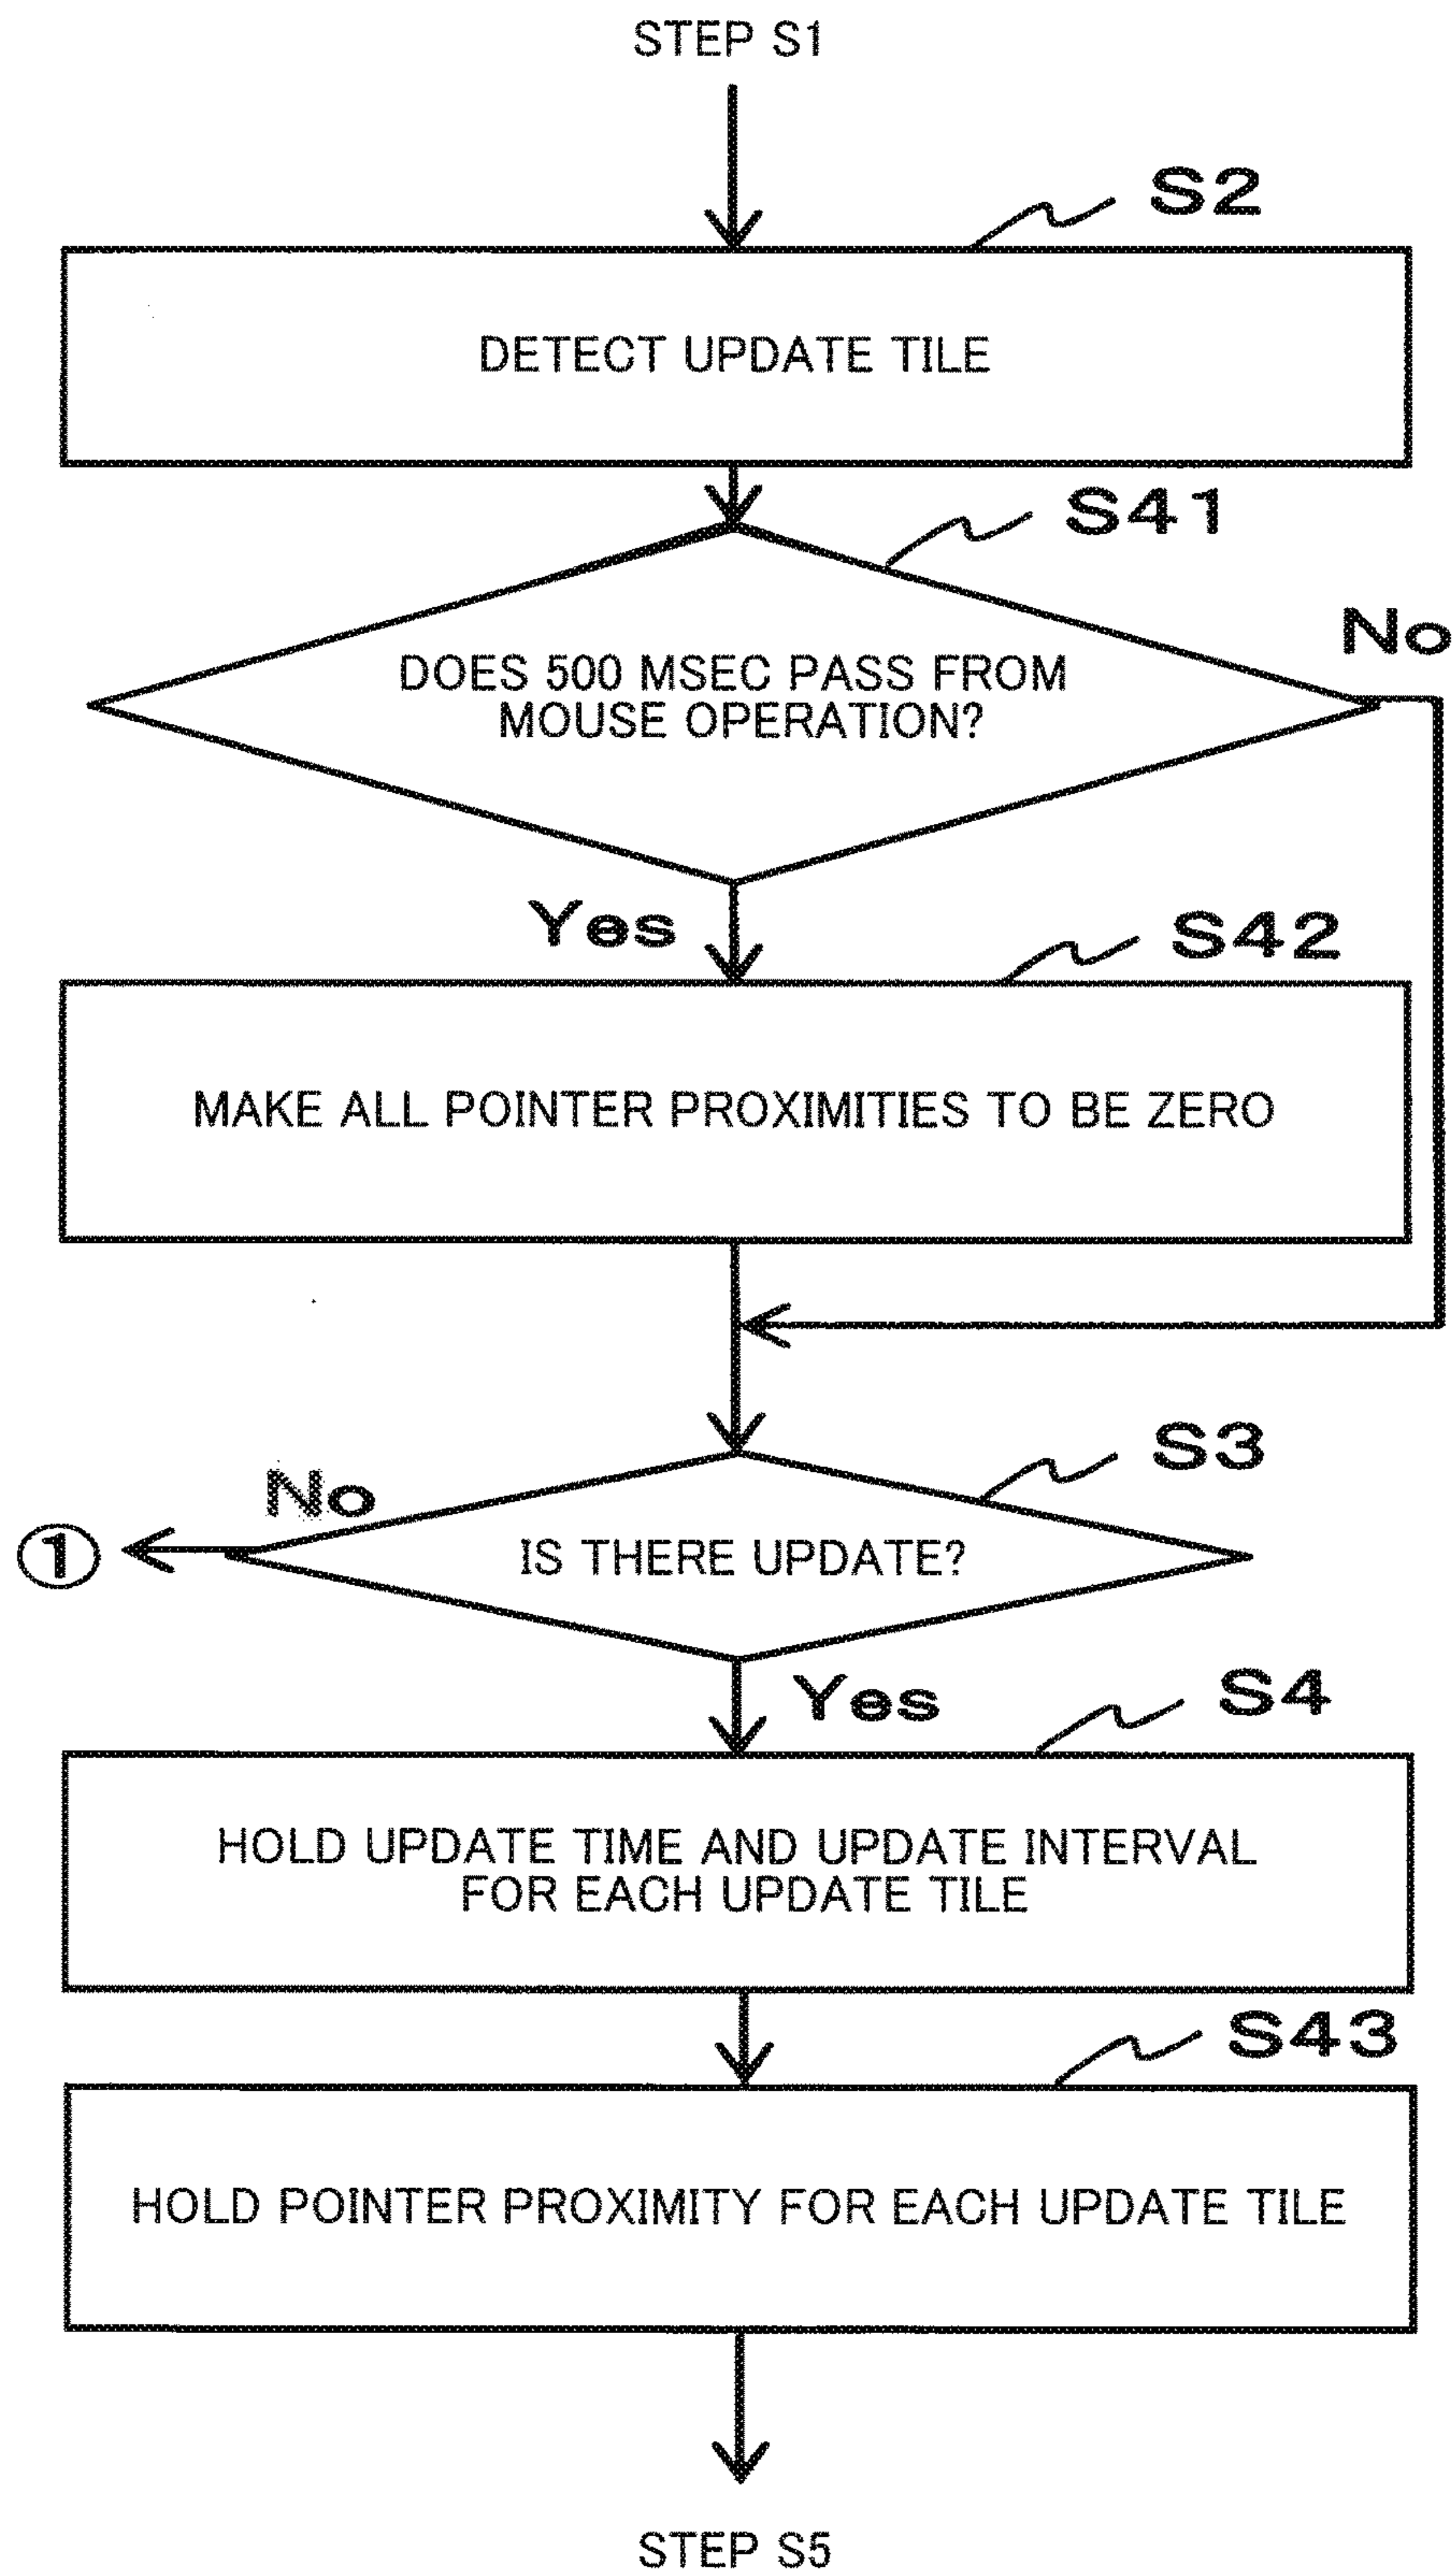 STEP S1
S2
DETECT UPDATE TILE
S41
No
DOES 500 MSEC PASS FROM
MOUSE OPERATION?
Yes
S42
MAKE ALL POINTER PROXIMITIES TO BE ZERO
S3
No
①
IS THERE UPDATE?
Yes
S4
HOLD UPDATE TIME AND UPDATE INTERVAL
FOR EACH UPDATE TILE
S43
HOLD POINTER PROXIMITY FOR EACH UPDATE TILE
STEP S5